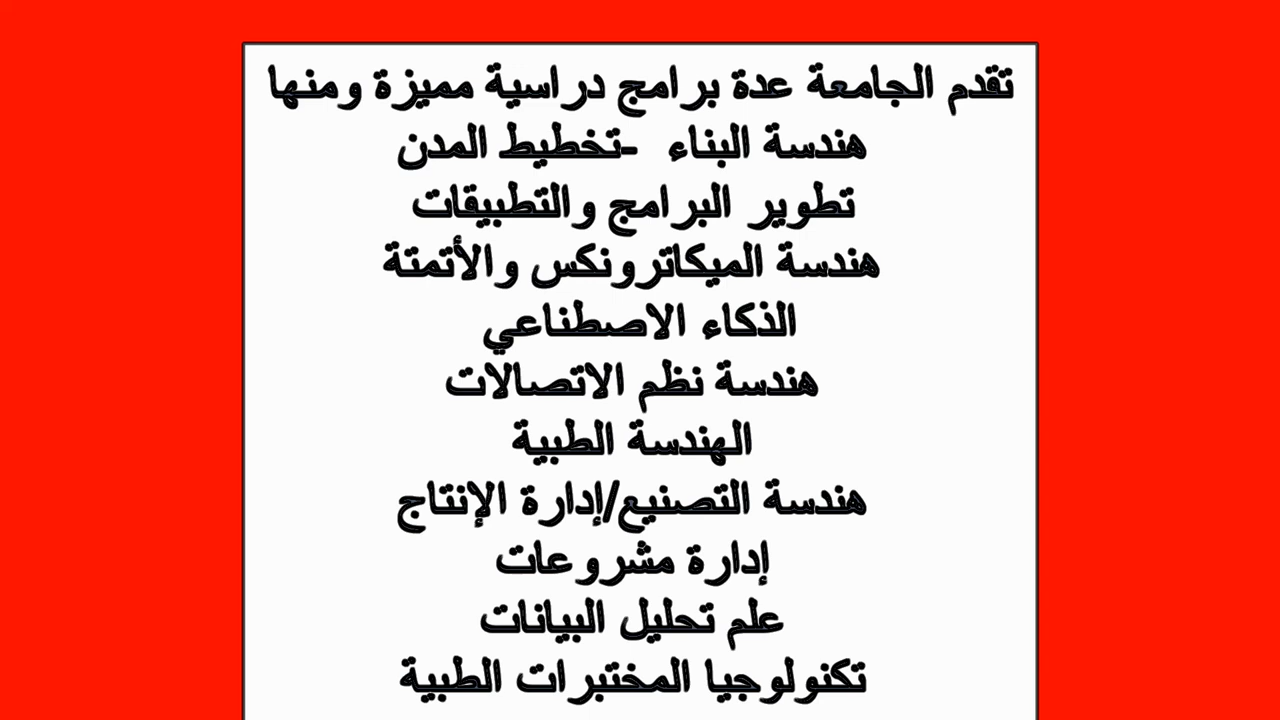 تقدم الجامعة عدة برامج دراسية مميزة ومنها
هندسة البناء -تخطيط المدن
تطوير البرامج والتطبيقات
هندسة الميكاترونكس والأتمتة
الذكاء الاصطناعي
هندسة نظم الاتصالات
الهندسة الطبية
هندسة التصنيع/إدارة الإنتاج
إدارة مشروعات
علم تحليل البيانات
تكنولوجيا المختبرات الطبية